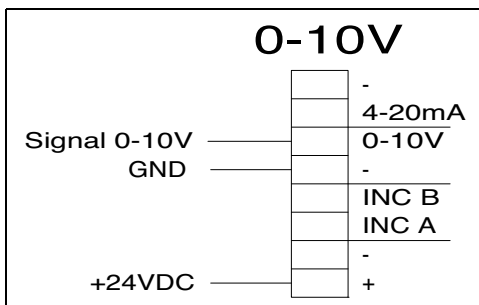 0-10V
-
4-20mA
Signal 0-10V 0-10V
GND -
INC B
INC A
-
+24VDC +